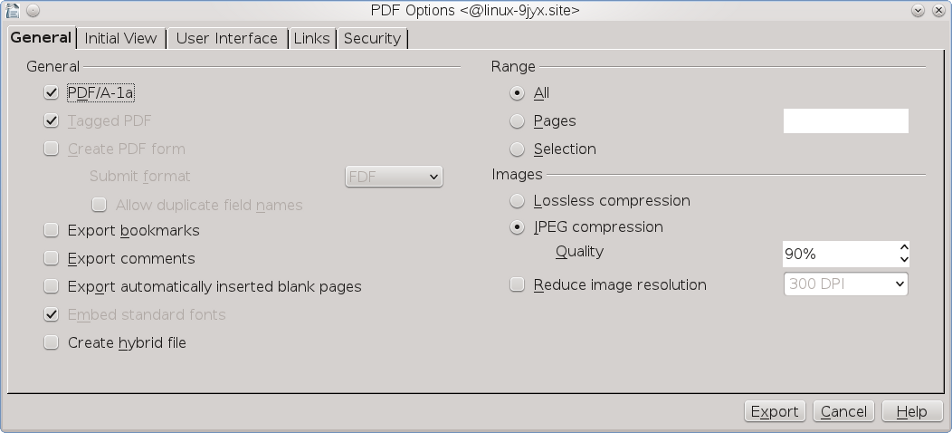 PDF Options <@linux-9jyx.site>
General Initial View User Interface Links Security
General
PDF/A-1a
Tagged PDF
Create PDF form
Submit format FDF
Allow duplicate field names
Export bookmarks
Export comments
Export automatically inserted blank pages
Embed standard fonts
Create hybrid file
Range
All
Pages
Selection
Images
Lossless compression
JPEG compression
Quality 90%
Reduce image resolution 300 DPI
Export Cancel Help